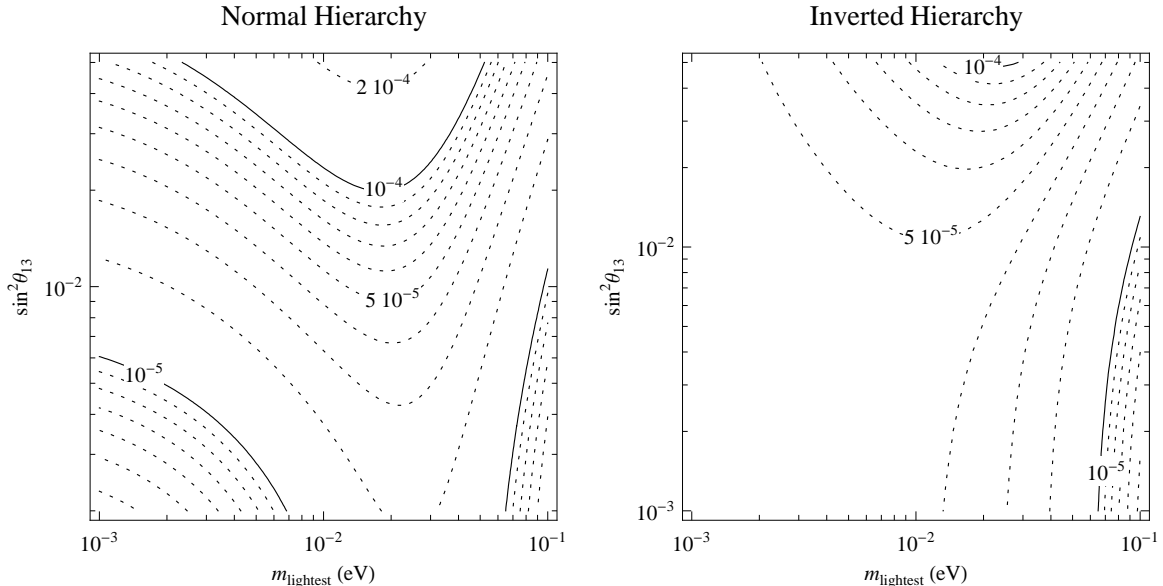 Normal Hierarchy
2 10⁻⁴
10⁻⁴
5 10⁻⁵
10⁻⁵
10⁻²
sin²θ₁₃
10⁻³
10⁻²
10⁻¹
m_lightest (eV)
Inverted Hierarchy
10⁻⁴
5 10⁻⁵
10⁻⁵
10⁻²
10⁻³
sin²θ₁₃
10⁻³
10⁻²
10⁻¹
m_lightest (eV)